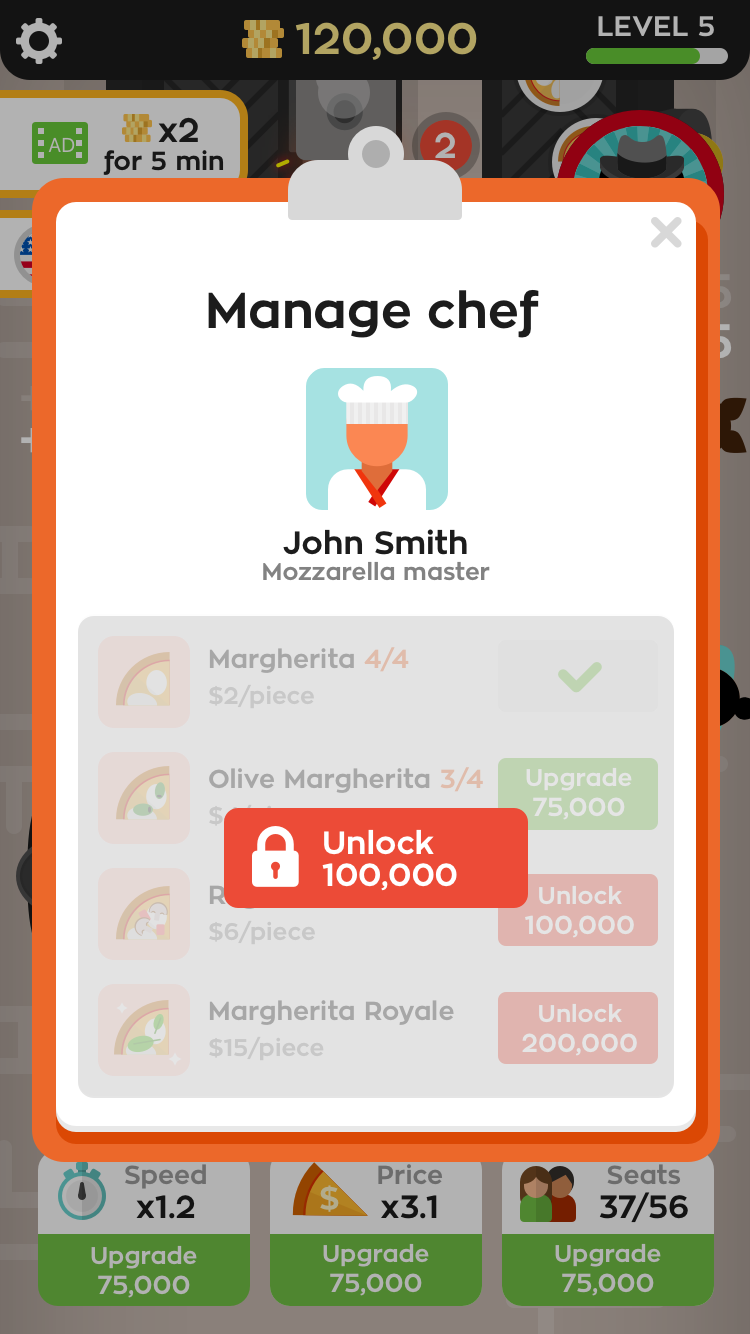 120,000
LEVEL 5
AD
x2
for 5 min
2
Manage chef
John Smith
Mozzarella master
Margherita 4/4
$2/piece
Olive Margherita 3/4
Upgrade
75,000
Unlock
100,000
$6/piece
Unlock
100,000
Margherita Royale
$15/piece
Unlock
200,000
Speed
x1.2
Upgrade
75,000
Price
x3.1
$
Upgrade
75,000
Seats
37/56
Upgrade
75,000